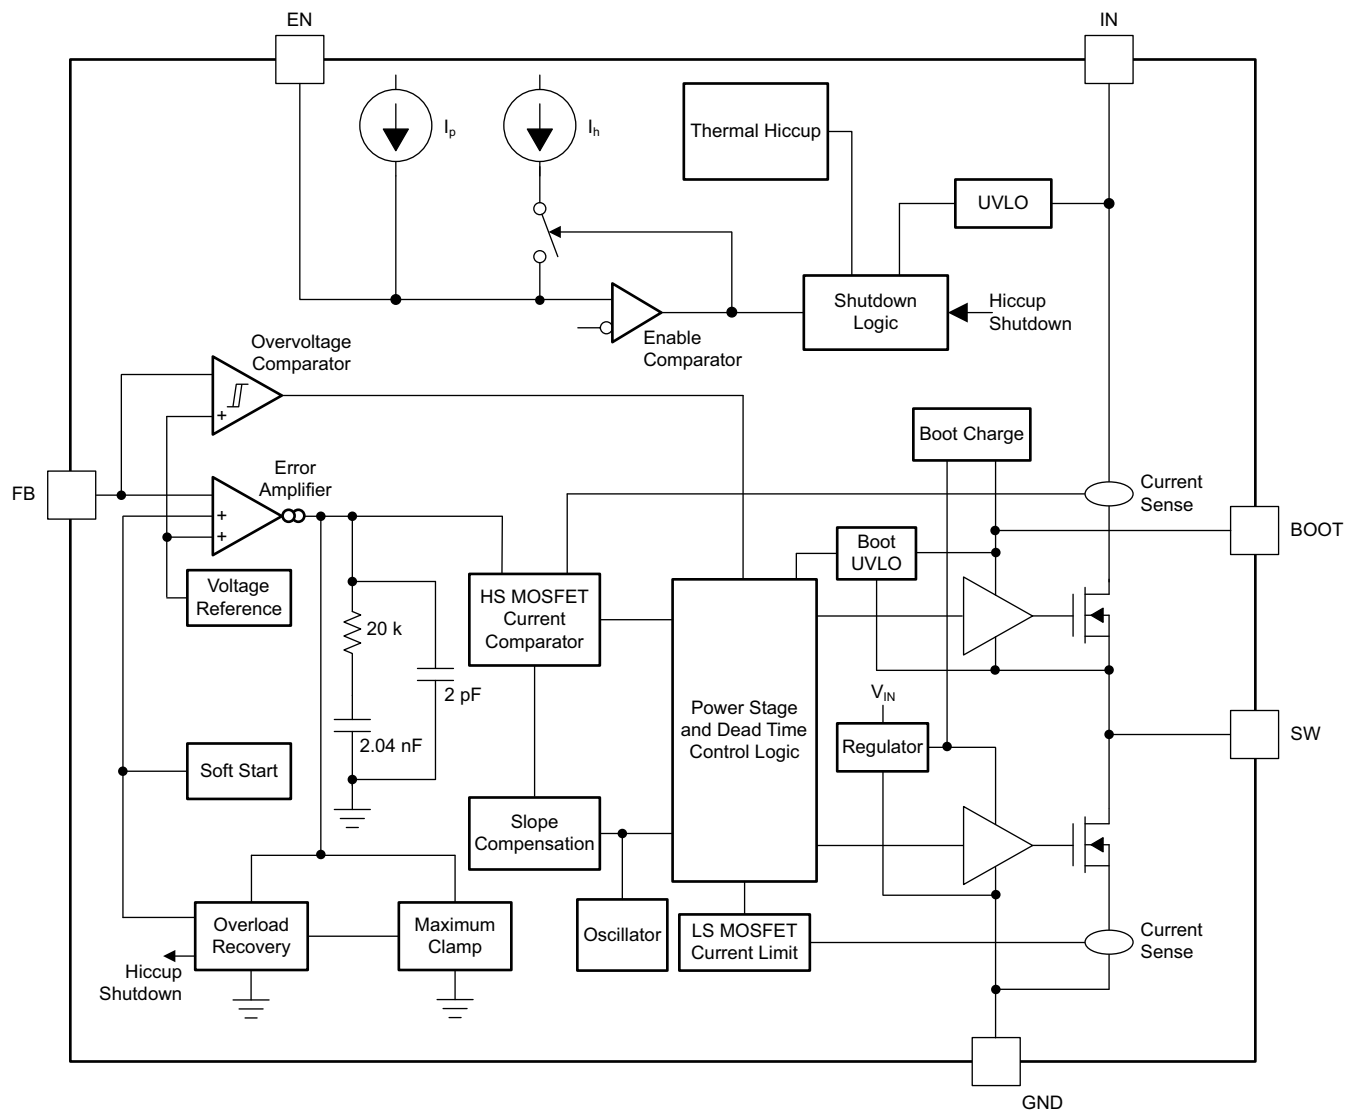 EN
IN
Ip
Ih
Thermal Hiccup
UVLO
Shutdown
Logic
Hiccup
Shutdown
Enable
Comparator
Overvoltage
Comparator
+
Boot Charge
FB
Error
Amplifier
+
+
Current
Sense
BOOT
Boot
UVLO
Voltage
Reference
HS MOSFET
Current
Comparator
20 k
2 pF
2.04 nF
Power Stage
and Dead Time
Control Logic
VIN
Regulator
SW
Soft Start
Slope
Compensation
Overload
Recovery
Maximum
Clamp
Oscillator
LS MOSFET
Current Limit
Current
Sense
Hiccup
Shutdown
GND